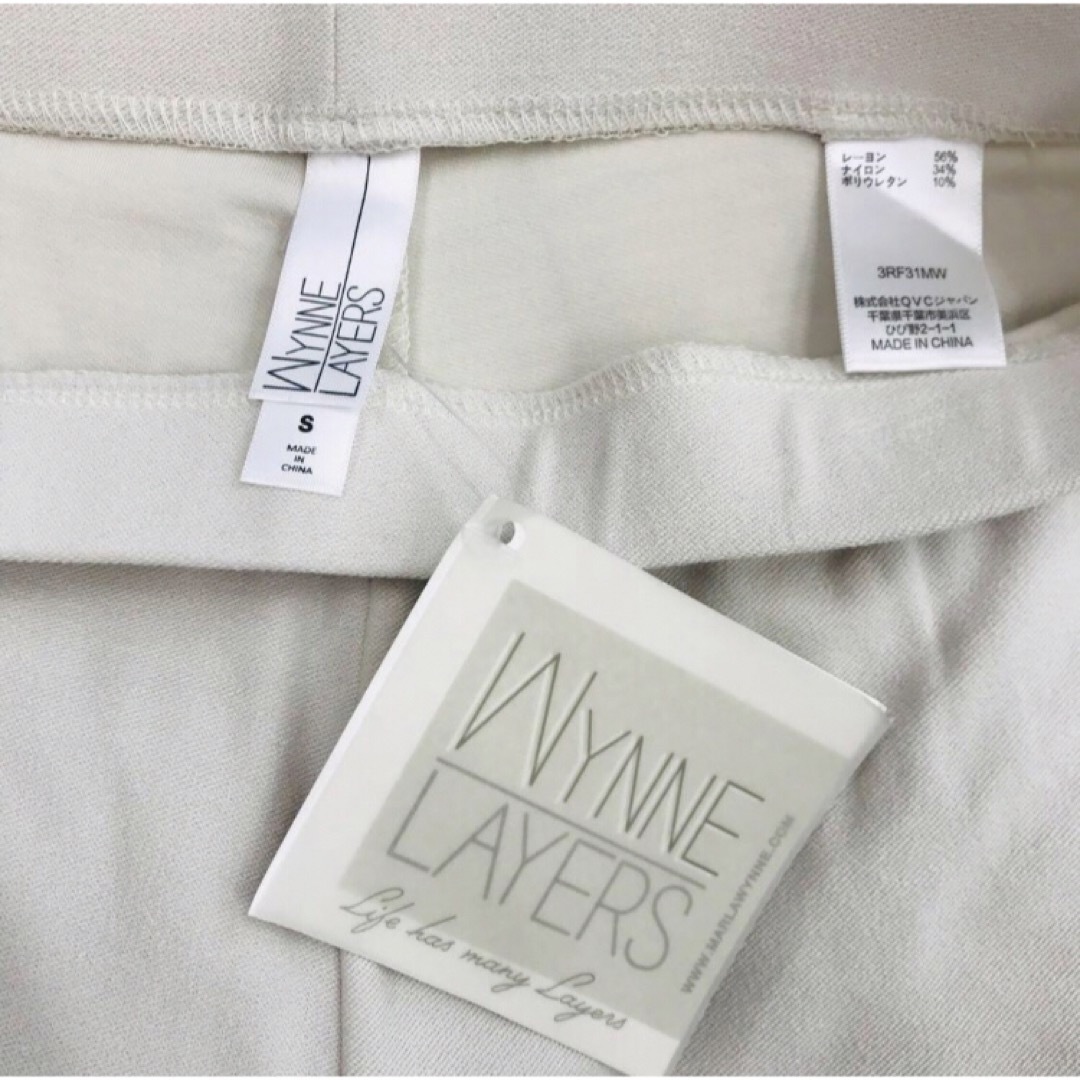 WYNNE
LAYERS
S
MADE
IN
CHINA
レーヨン 56%
ナイロン 34%
ポリウレタン 10%
3RF31MW
株式会社QVCジャパン
千葉県千葉市美浜区
ひび野2-1-1
MADE IN CHINA
WYNNE
LAYERS
Life has many Layers
WWW.MARLAWYNNE.COM